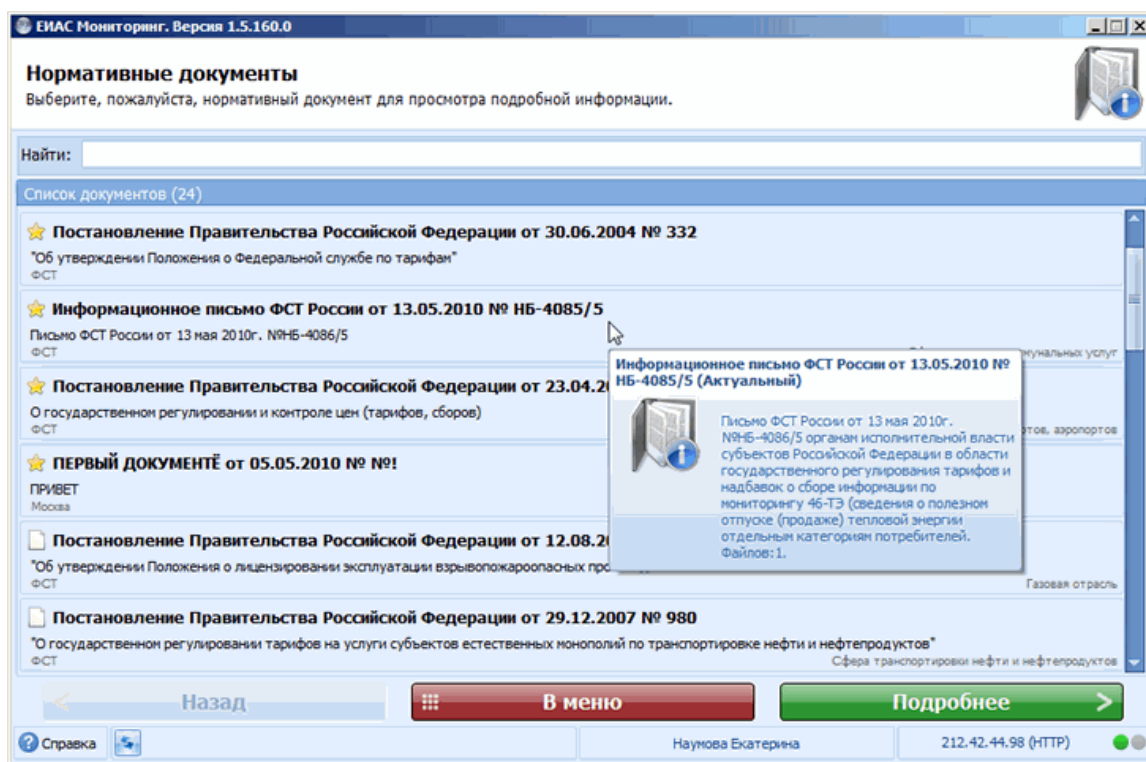 ЕИАС Мониторинг. Версия 1.5.160.0
Нормативные документы
Выберите, пожалуйста, нормативный документ для просмотра подробной информации.
Найти:
Список документов (24)
Постановление Правительства Российской Федерации от 30.06.2004 № 332
"Об утверждении Положения о Федеральной службе по тарифам"
ФСТ
Информационное письмо ФСТ России от 13.05.2010 № НБ-4085/5
Письмо ФСТ России от 13 мая 2010г. №НБ-4086/5
ФСТ
мунальных услуг
Постановление Правительства Российской Федерации от 23.04.20
О государственном регулировании и контроле цен (тарифов, сборов)
ФСТ
ртов, аэропортов
ПЕРВЫЙ ДОКУМЕНТЁ от 05.05.2010 № №!
ПРИВЕТ
Москва
Постановление Правительства Российской Федерации от 12.08.20
"Об утверждении Положения о лицензировании эксплуатации взрывопожароопасных
ФСТ
Газовая отрасль
Постановление Правительства Российской Федерации от 29.12.2007 № 980
"О государственном регулировании тарифов на услуги субъектов естественных монополий по транспортировке нефти и нефтепродуктов"
ФСТ
Сфера транспортировки нефти и нефтепродуктов
Информационное письмо ФСТ России от 13.05.2010 №
НБ-4085/5 (Актуальный)
Письмо ФСТ России от 13 мая 2010г.
№НБ-4086/5 органам исполнительной власти
субъектов Российской Федерации в области
государственного регулирования тарифов и
надбавок о сборе информации по
мониторингу 46-ТЭ (сведения о полезном
отпуске (продаже) тепловой энергии
отдельным категориям потребителей.
Файлов:1.
Назад
В меню
Подробнее
Справка
Наумова Екатерина
212.42.44.98 (HTTP)